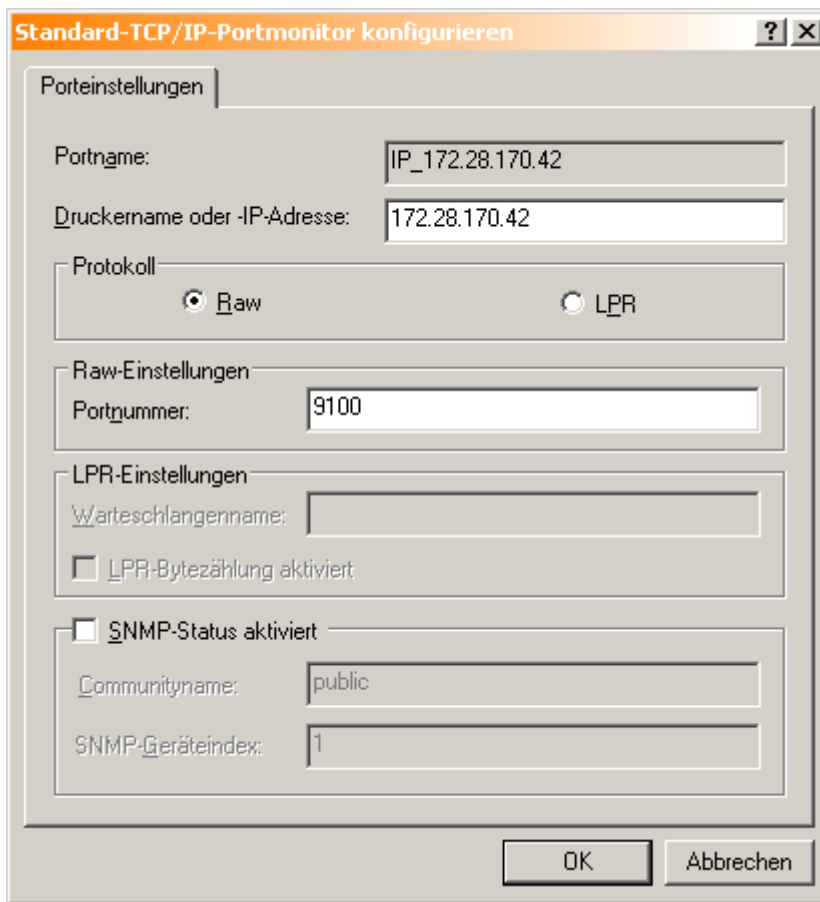 Standard-TCP/IP-Portmonitor konfigurieren
Porteinstellungen
Portname: IP_172.28.170.42
Druckername oder -IP-Adresse: 172.28.170.42
Protokoll
Raw LPR
Raw-Einstellungen
Portnummer: 9100
LPR-Einstellungen
Warteschlangenname:
LPR-Bytezählung aktiviert
SNMP-Status aktiviert
Communityname: public
SNMP-Geräteindex: 1
OK Abbrechen